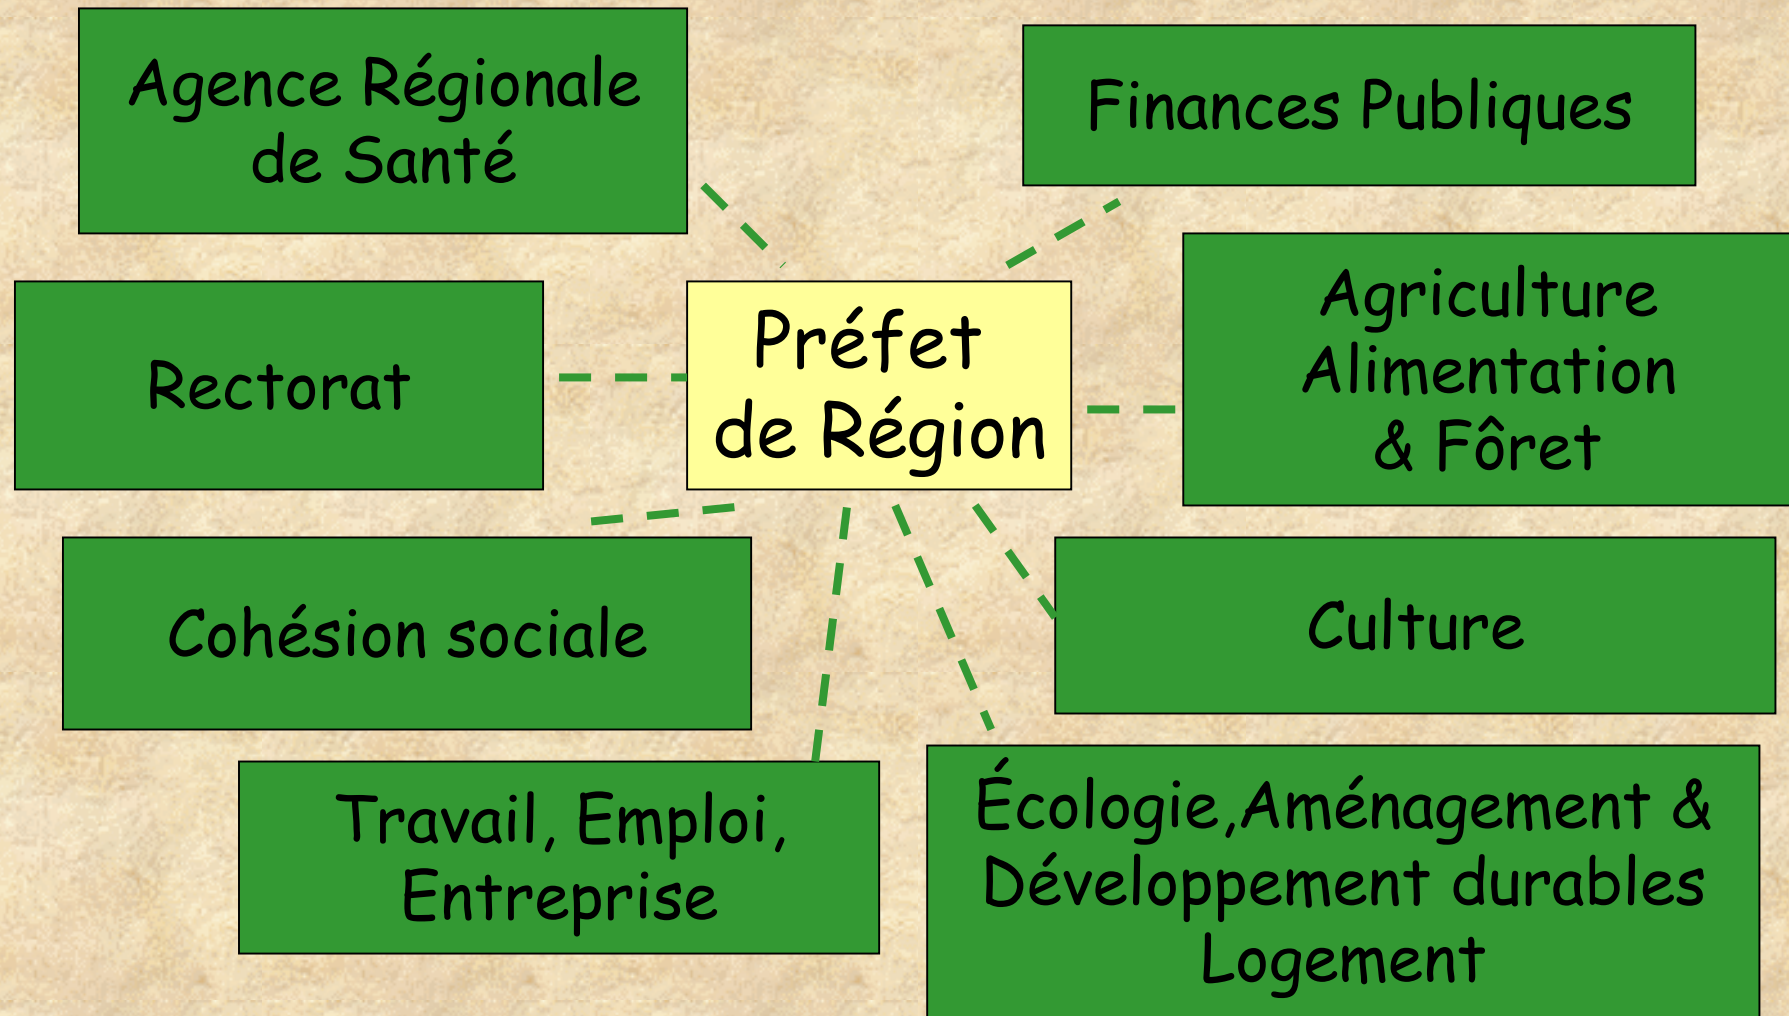 Agence Régionale
de Santé
Finances Publiques
Rectorat
Préfet
de Région
Agriculture
Alimentation
& Fôret
Cohésion sociale
Culture
Travail, Emploi,
Entreprise
Écologie,Aménagement &
Développement durables
Logement